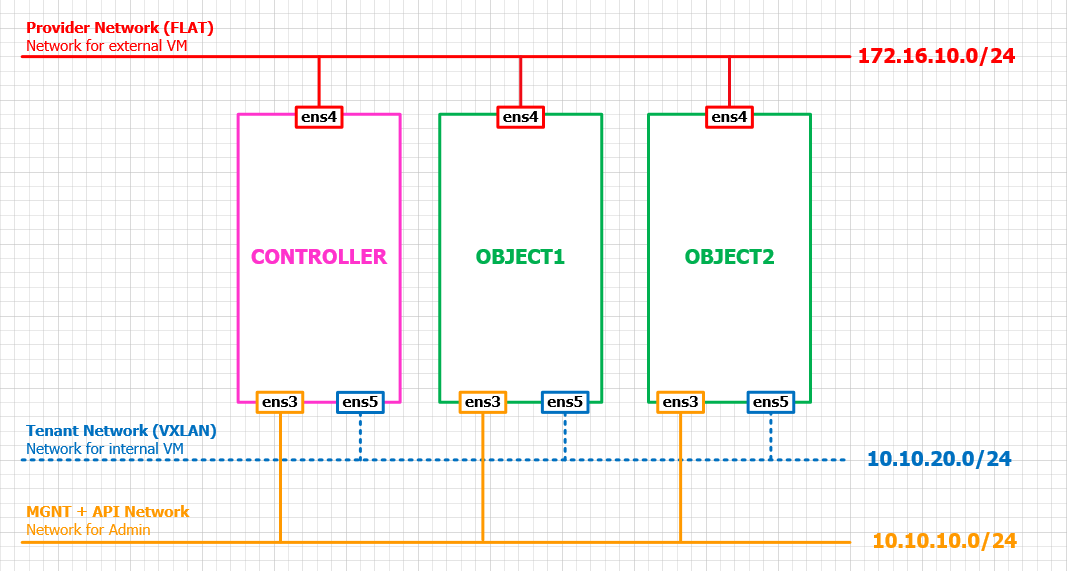 Provider Network (FLAT)
Network for external VM
172.16.10.0/24
ens4
ens4
ens4
CONTROLLER
OBJECT1
OBJECT2
ens3
ens5
ens3
ens5
ens3
ens5
Tenant Network (VXLAN)
Network for internal VM
10.10.20.0/24
MGNT + API Network
Network for Admin
10.10.10.0/24